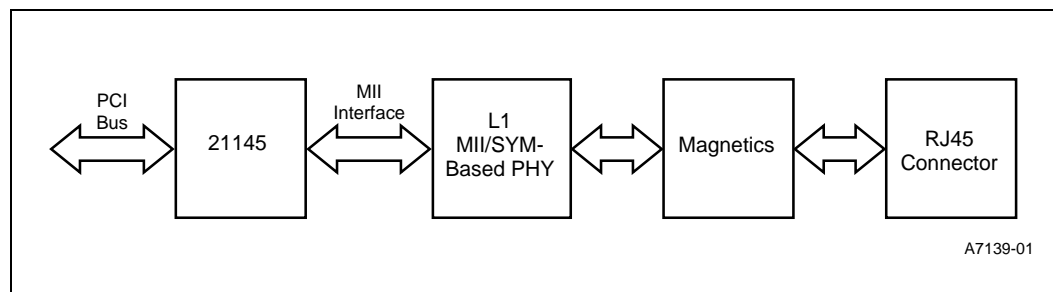 PCI
Bus
21145
MII
Interface
L1
MII/SYM-
Based PHY
Magnetics
RJ45
Connector
A7139-01